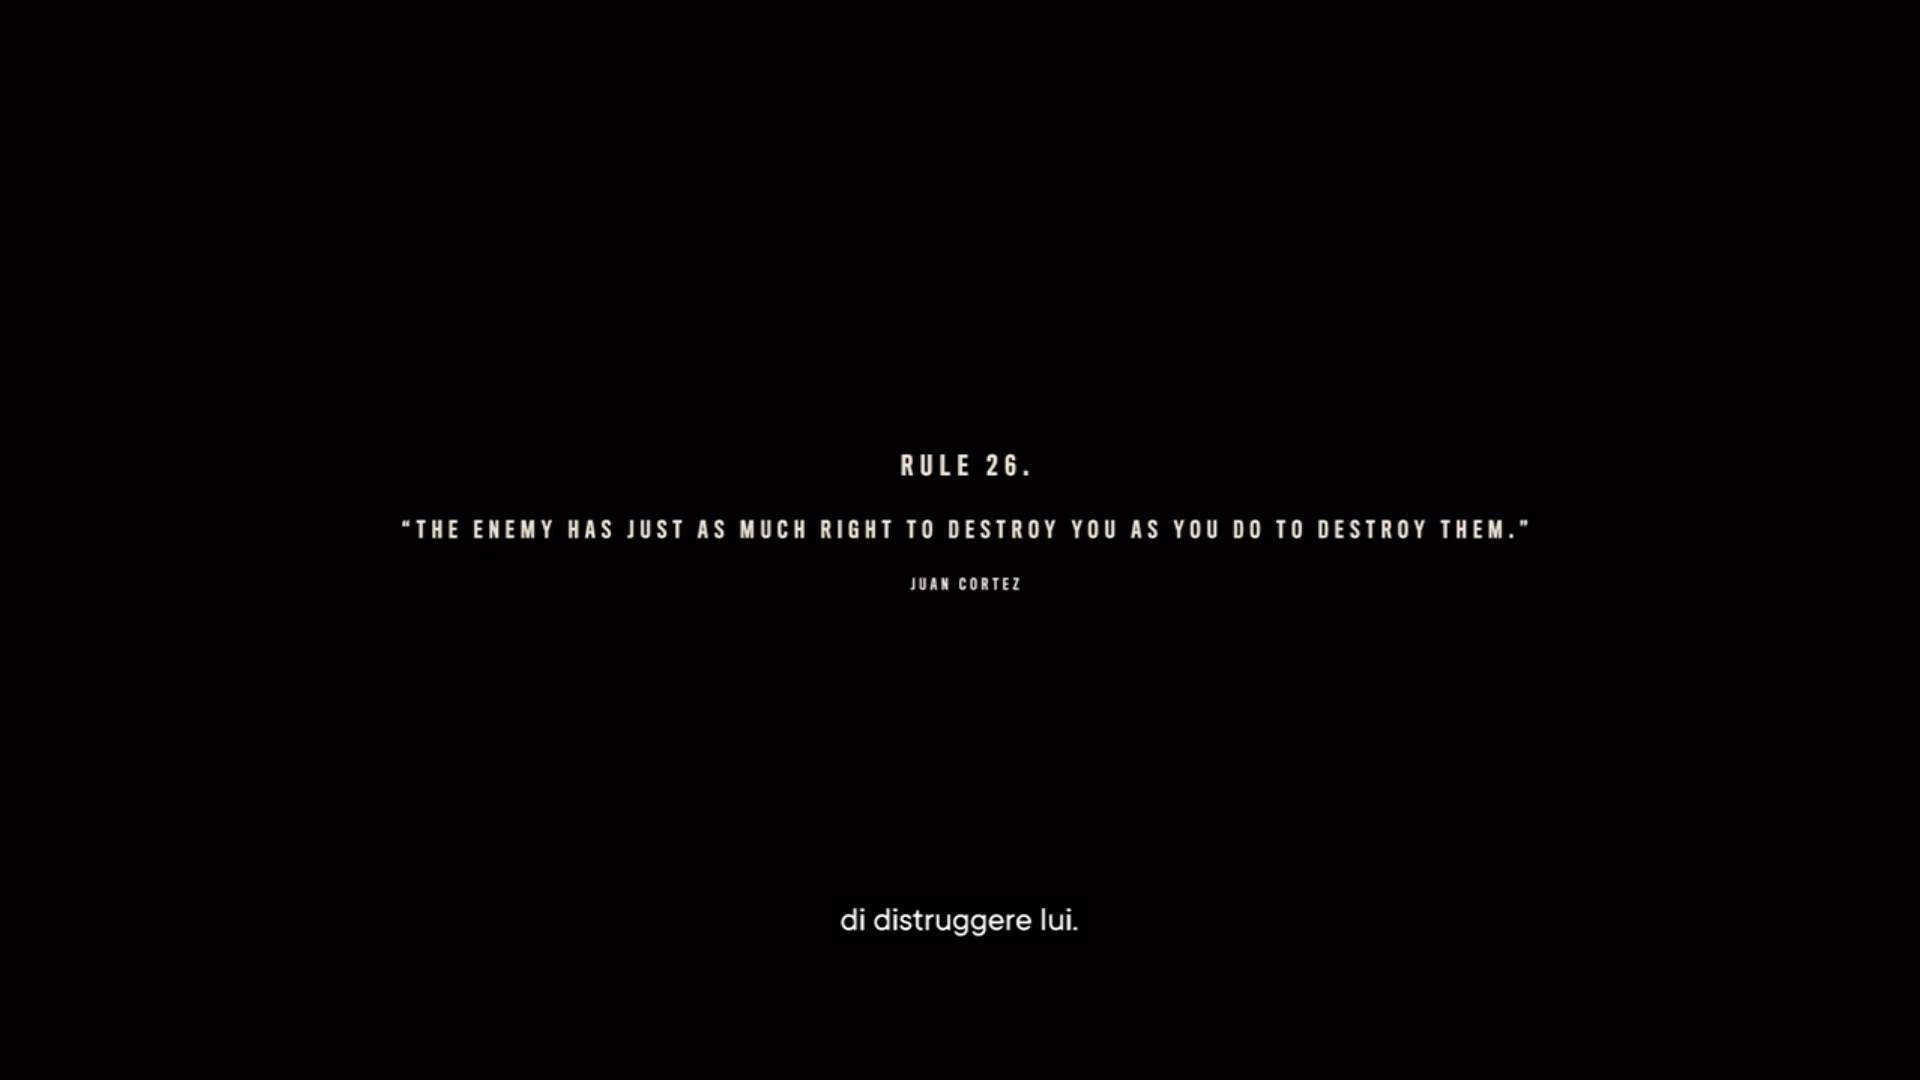 RULE 26.
“THE ENEMY HAS JUST AS MUCH RIGHT TO DESTROY YOU AS YOU DO TO DESTROY THEM.”
JUAN CORTEZ
di distruggere lui.